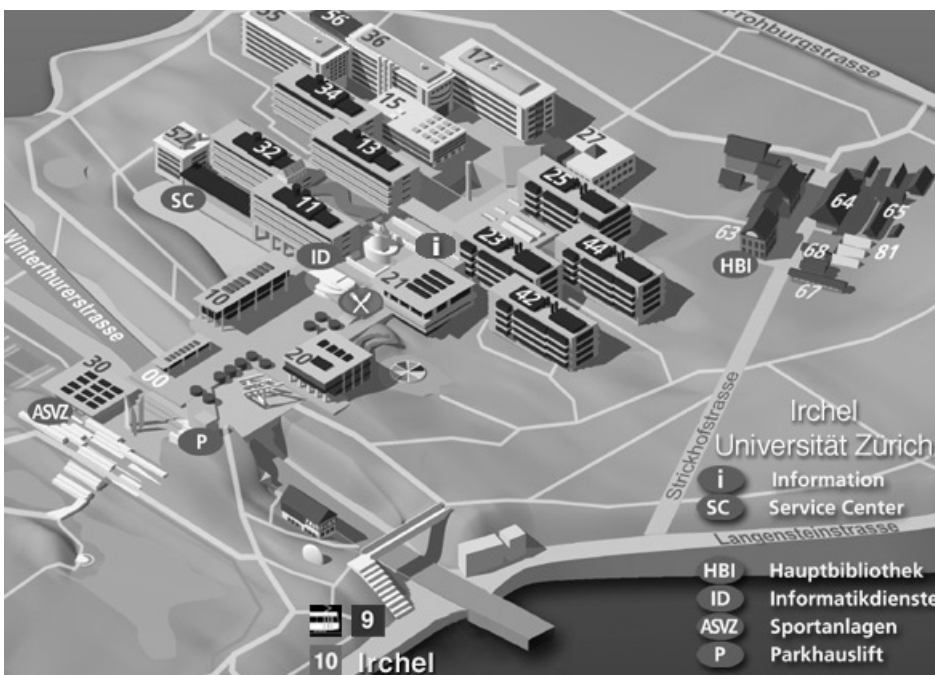 Frohburgstrasse
55
56
36
17
34
15
27
52
32
13
25
SC
11
64
65
63
ID
i
23
44
68
81
HBI
Winterthurerstrasse
10
21
42
67
30
00
20
ASVZ
P
Strickhofstrasse
Irchel
Universität Zürich
i Information
SC Service Center
Langensteinstrasse
HBI Hauptbibliothek
ID Informatikdienste
ASVZ Sportanlagen
P Parkhauslift
9
10 Irchel